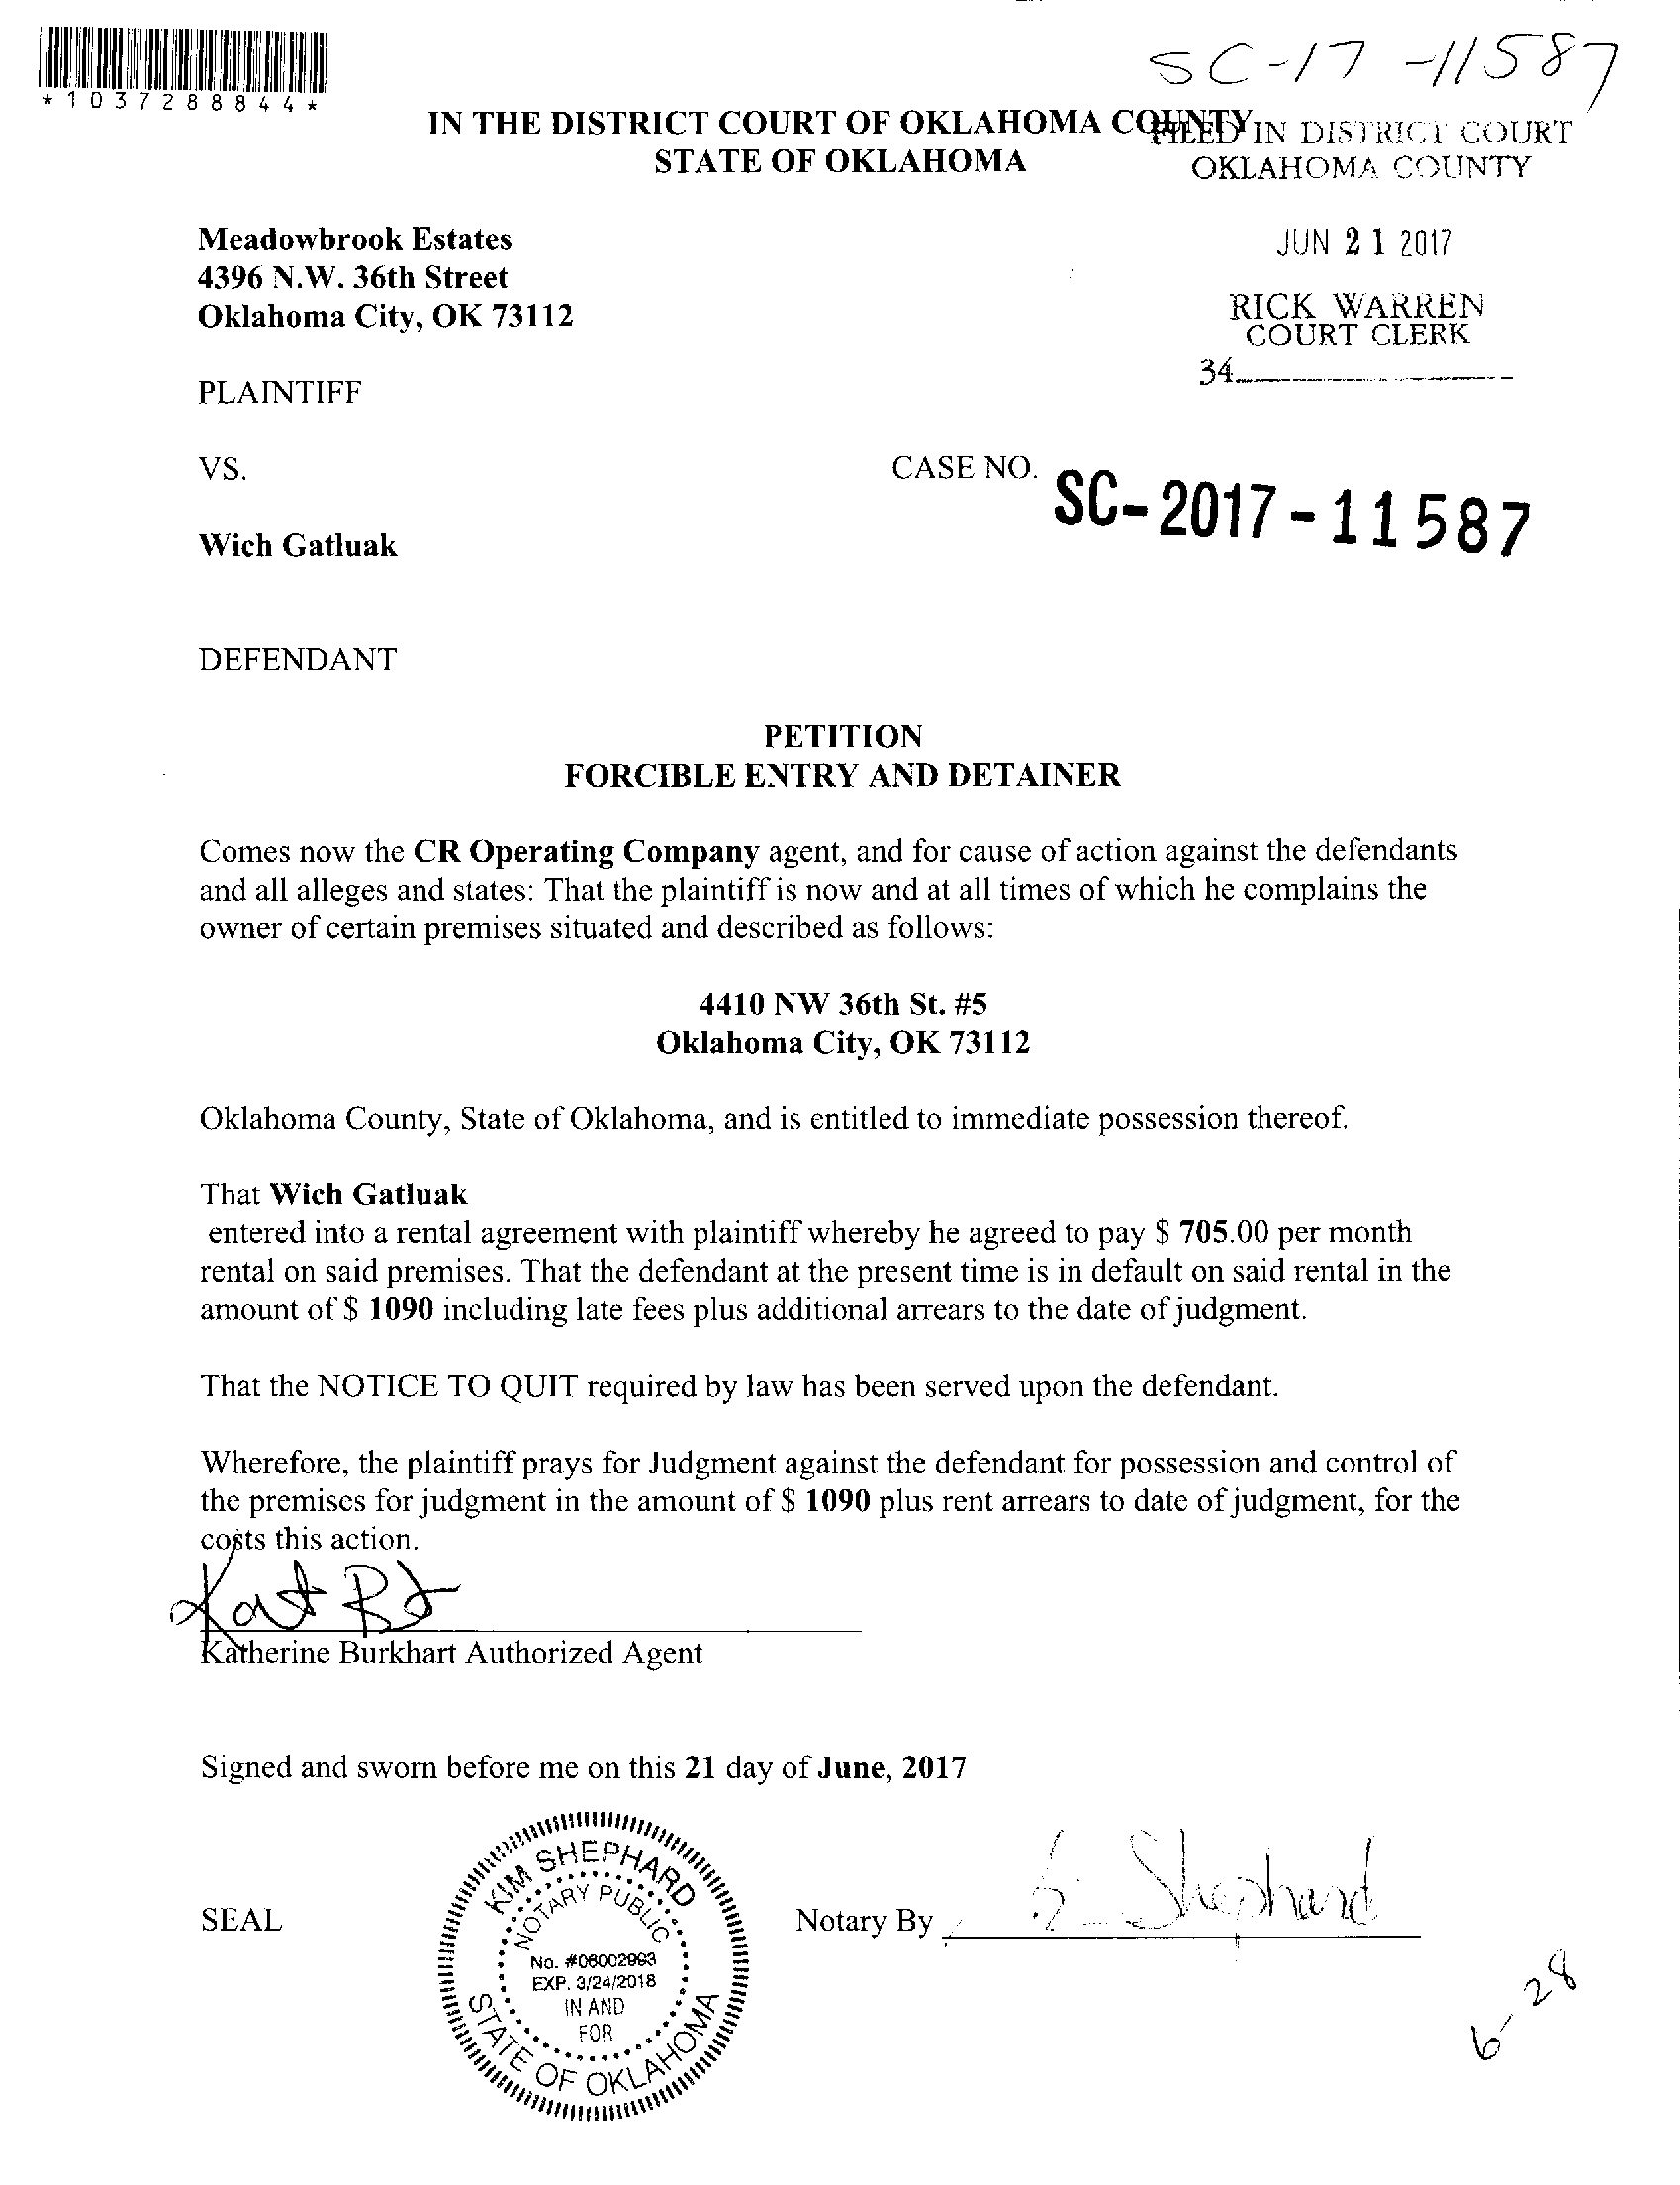 SC-17-11587
*1037288844*
IN THE DISTRICT COURT OF OKLAHOMA COUNTY
STATE OF OKLAHOMA
FILED IN DISTRICT COURT
OKLAHOMA COUNTY
JUN 21 2017
RICK WARREN
COURT CLERK
34
Meadowbrook Estates
4396 N.W. 36th Street
Oklahoma City, OK 73112
PLAINTIFF
VS.
CASE NO. SC-2017-11587
Wich Gatluak
DEFENDANT
PETITION
FORCIBLE ENTRY AND DETAINER
Comes now the CR Operating Company agent, and for cause of action against the defendants
and all alleges and states: That the plaintiff is now and at all times of which he complains the
owner of certain premises situated and described as follows:
4410 NW 36th St. #5
Oklahoma City, OK 73112
Oklahoma County, State of Oklahoma, and is entitled to immediate possession thereof.
That Wich Gatluak
entered into a rental agreement with plaintiff whereby he agreed to pay $ 705.00 per month
rental on said premises. That the defendant at the present time is in default on said rental in the
amount of $ 1090 including late fees plus additional arrears to the date of judgment.
That the NOTICE TO QUIT required by law has been served upon the defendant.
Wherefore, the plaintiff prays for Judgment against the defendant for possession and control of
the premises for judgment in the amount of $ 1090 plus rent arrears to date of judgment, for the
costs this action.
Katherine Burkhart Authorized Agent
Signed and sworn before me on this 21 day of June, 2017
SEAL
KIM SHEPHARD
NOTARY PUBLIC
No. #06002993
EXP. 3/24/2018
IN AND
FOR
STATE OF OKLAHOMA
Notary By Shephard
6-28